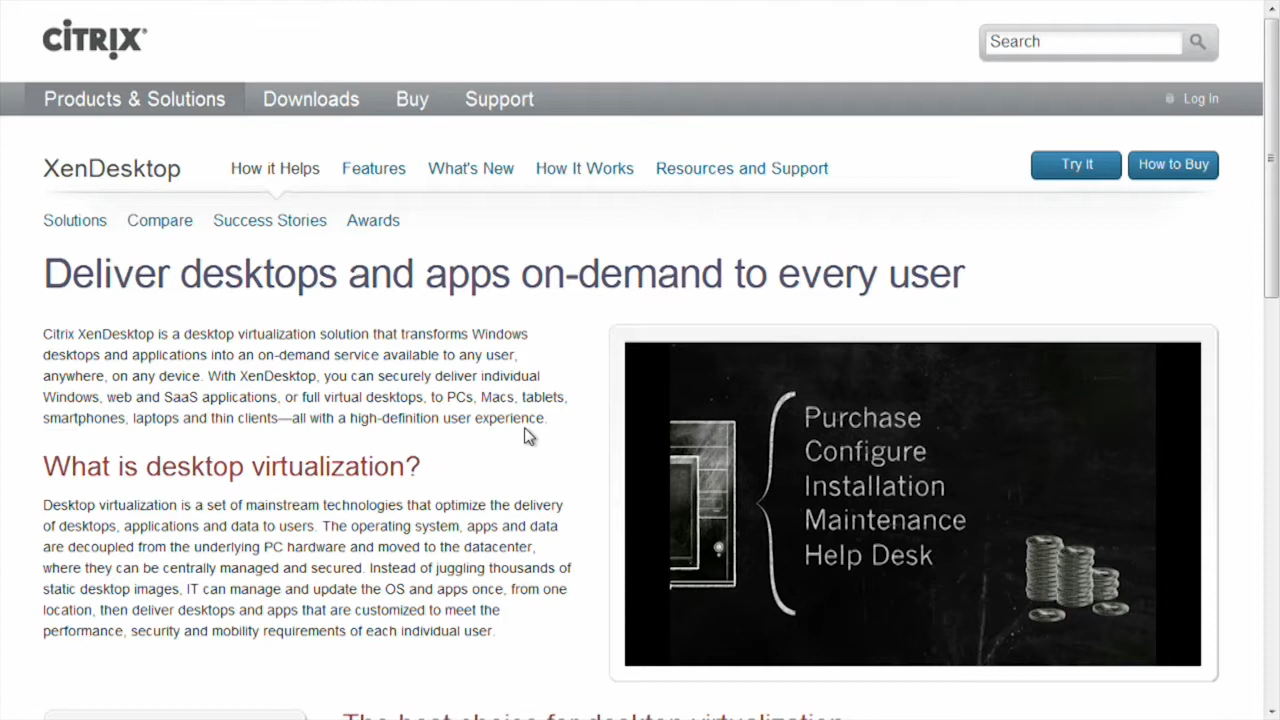 CITRIX®
Search
Products & Solutions Downloads Buy Support Log In
XenDesktop How it Helps Features What's New How It Works Resources and Support Try It How to Buy
Solutions Compare Success Stories Awards
Deliver desktops and apps on-demand to every user
Citrix XenDesktop is a desktop virtualization solution that transforms Windows
desktops and applications into an on-demand service available to any user,
anywhere, on any device. With XenDesktop, you can securely deliver individual
Windows, web and SaaS applications, or full virtual desktops, to PCs, Macs, tablets,
smartphones, laptops and thin clients—all with a high-definition user experience.
What is desktop virtualization?
Desktop virtualization is a set of mainstream technologies that optimize the delivery
of desktops, applications and data to users. The operating system, apps and data
are decoupled from the underlying PC hardware and moved to the datacenter,
where they can be centrally managed and secured. Instead of juggling thousands of
static desktop images, IT can manage and update the OS and apps once, from one
location, then deliver desktops and apps that are customized to meet the
performance, security and mobility requirements of each individual user.
Purchase
Configure
Installation
Maintenance
Help Desk
The best choice for desktop virtualization